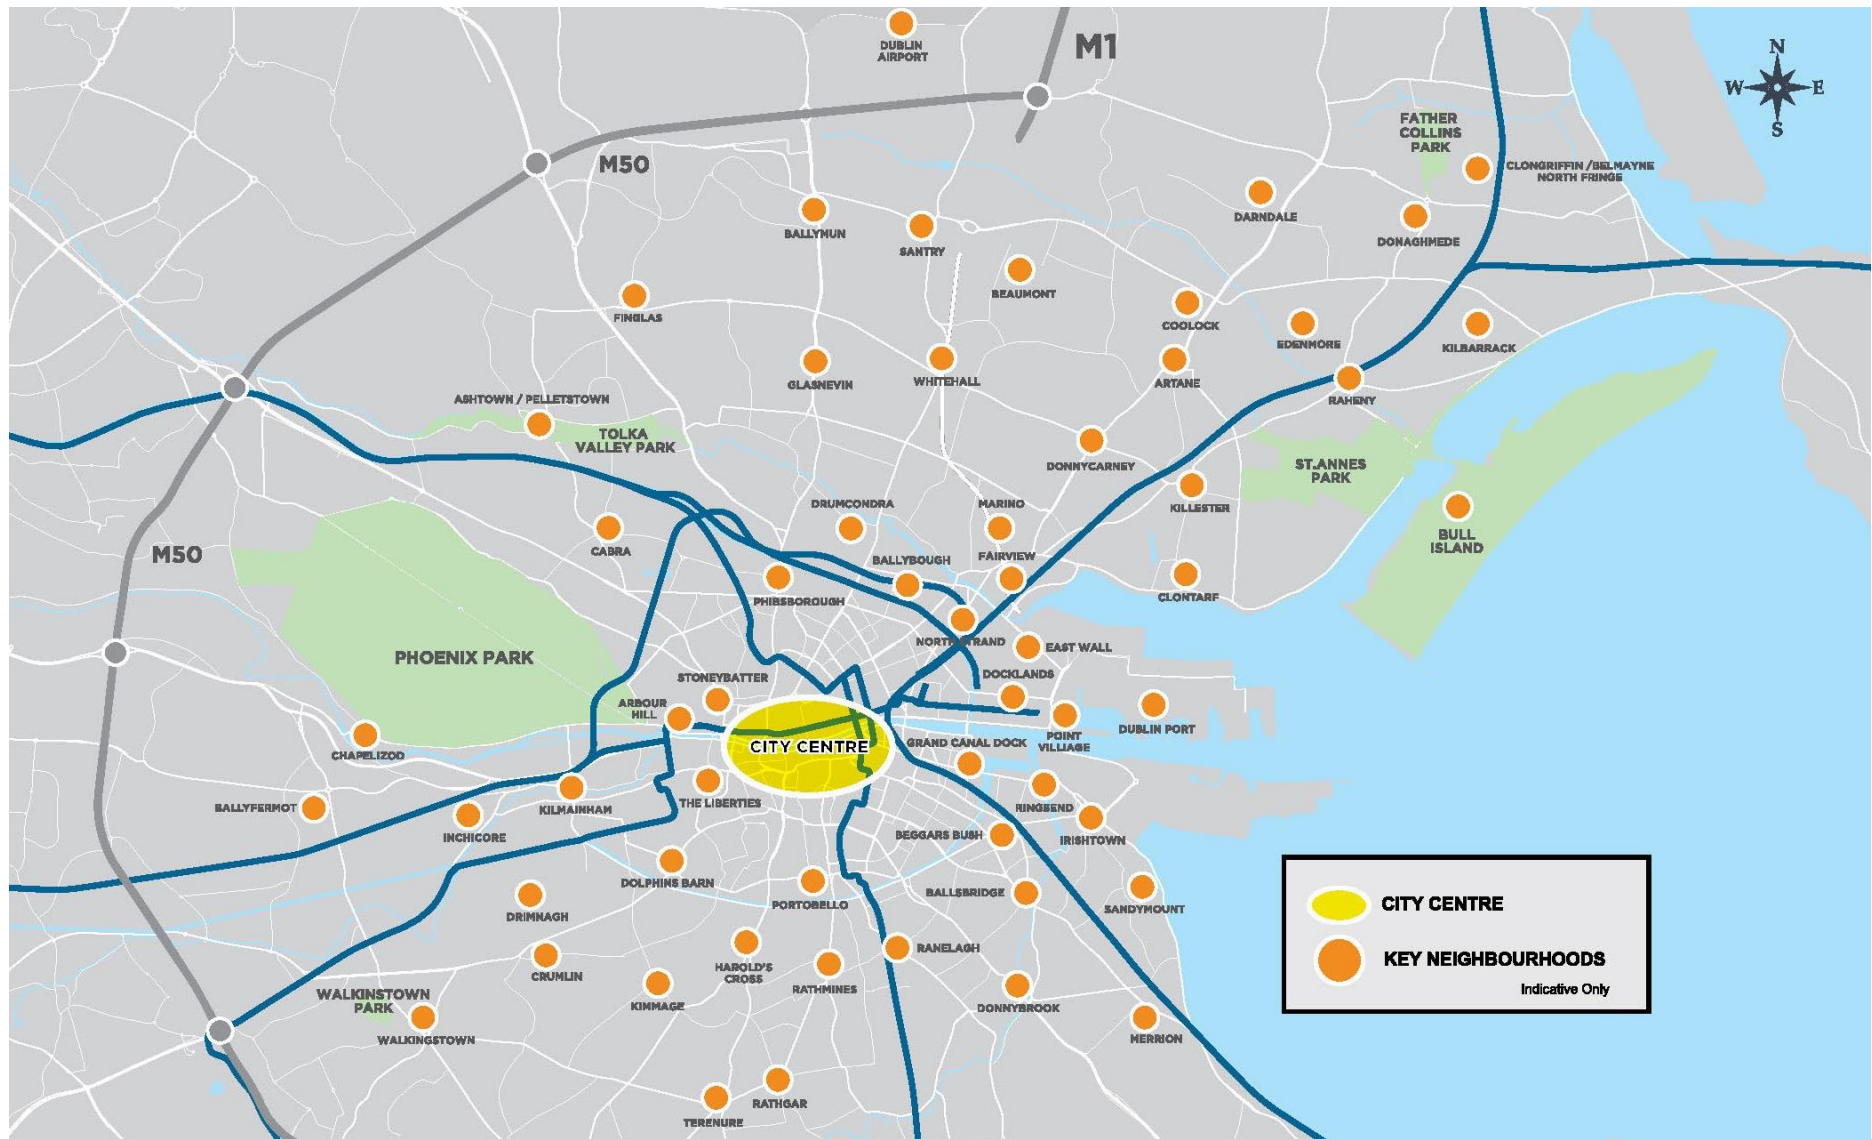 DUBLIN
AIRPORT
M1
N
W
E
S
FATHER
COLLINS
PARK
M50
CLONGRIFFIN /BELMAYNE
NORTH FRINGE
DARNDALE
BALLYMUN
DONAGHMEDE
SANTRY
BEAUMONT
FINGLAS
COOLOCK
EDENMORE
KILBARRACK
GLASNEVIN
WHITEHALL
ARTANE
RAHENY
ASHTOWN / PELLETSTOWN
TOLKA
VALLEY PARK
DONNYCARNEY
ST.ANNES
PARK
DRUMCONDRA
MARINO
KILLESTER
BULL
ISLAND
M50
CABRA
BALLYBOUGH
FAIRVIEW
PHIBSBOROUGH
CLONTARF
NORTH STRAND
EAST WALL
PHOENIX PARK
STONEYBATTER
DOCKLANDS
ARBOUR
HILL
DUBLIN PORT
POINT
VILLIAGE
CITY CENTRE
GRAND CANAL DOCK
CHAPELIZOD
BALLYFERMOT
KILMAINHAM
THE LIBERTIES
RINGSEND
INCHICORE
BEGGARS BUSH
IRISHTOWN
DOLPHINS BARN
BALLSBRIDGE
PORTOBELLO
SANDYMOUNT
DRIMNAGH
RANELAGH
CRUMLIN
HAROLD'S
CROSS
RATHMINES
KIMMAGE
DONNYBROOK
WALKINSTOWN
PARK
WALKINGSTOWN
MERRION
RATHGAR
TERENURE
CITY CENTRE
KEY NEIGHBOURHOODS
Indicative Only